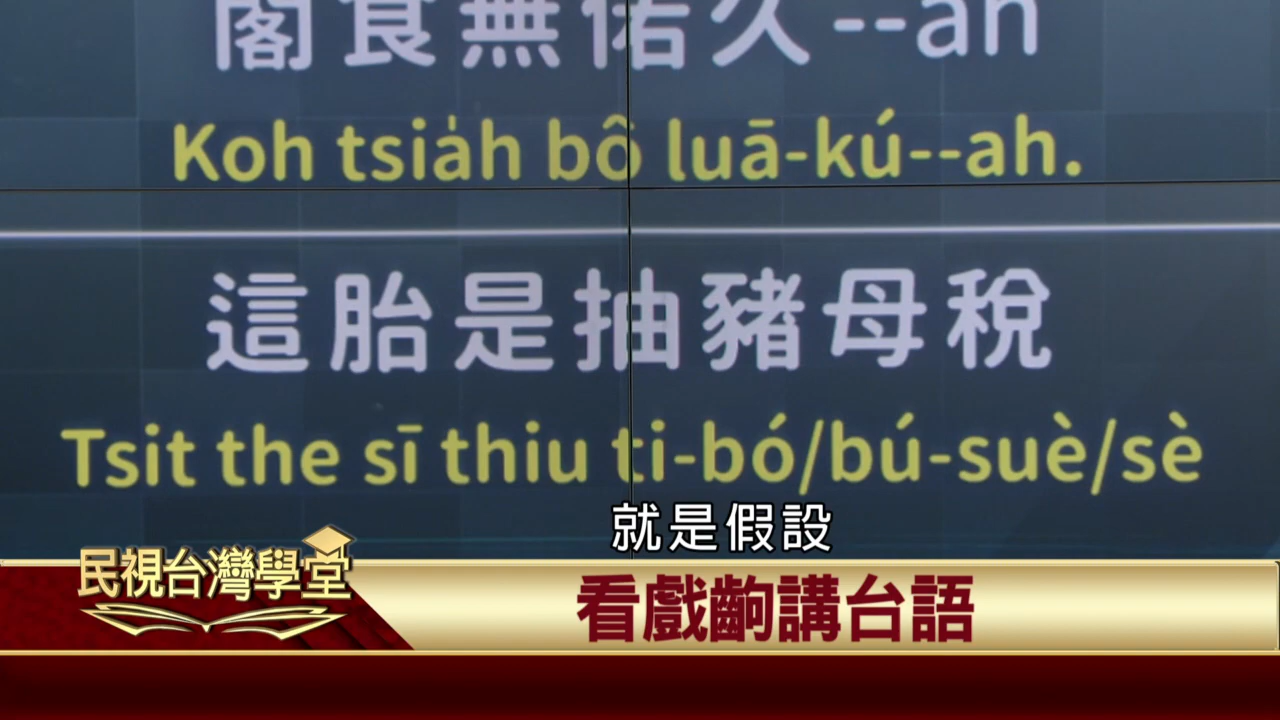 閣食無偌久--ah
Koh tsia̍h bô luā-kú--ah.
這胎是抽豬母稅
Tsit the sī thiu ti-bó/bú-suè/sè
就是假設
民視台灣學堂
看戲齣講台語